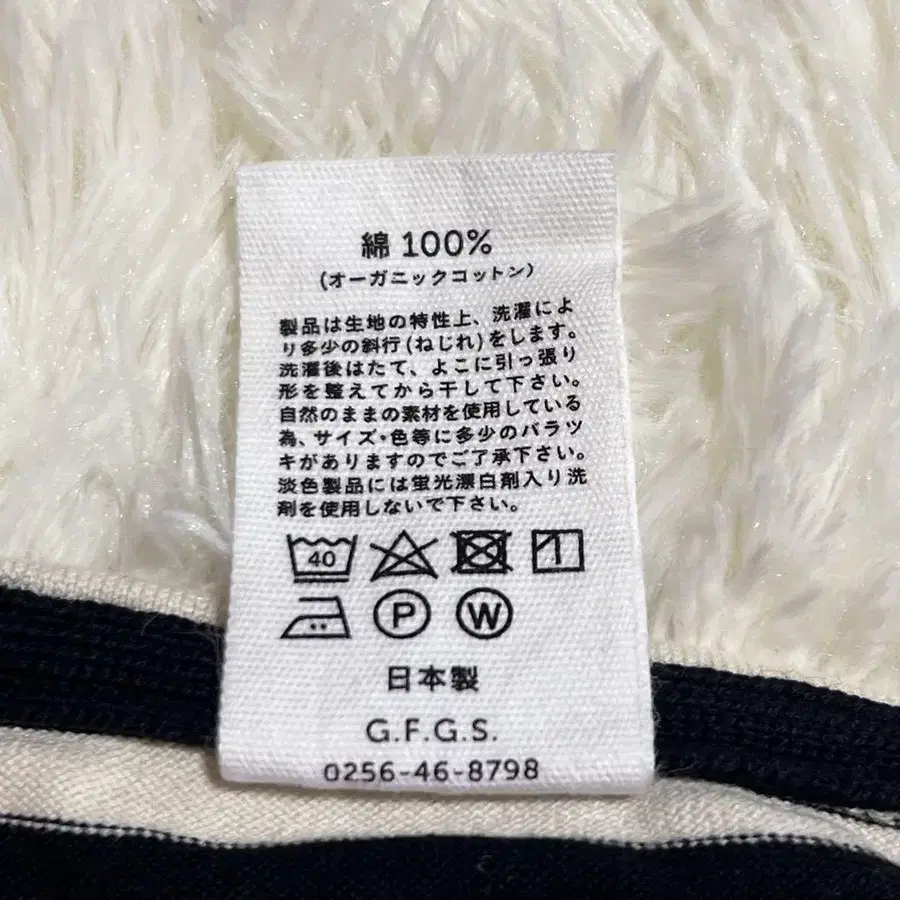 綿 100%
(オーガニックコットン)
製品は生地の特性上、洗濯によ
り多少の斜行(ねじれ)をします。
洗濯後はたて、よこに引っ張り
形を整えてから干して下さい。
自然のままの素材を使用している
為、サイズ・色等に多少のバラツ
キがありますのでご了承下さい。
淡色製品には蛍光漂白剤入り洗
剤を使用しないで下さい。
40
P W
日本製
G.F.G.S.
0256-46-8798